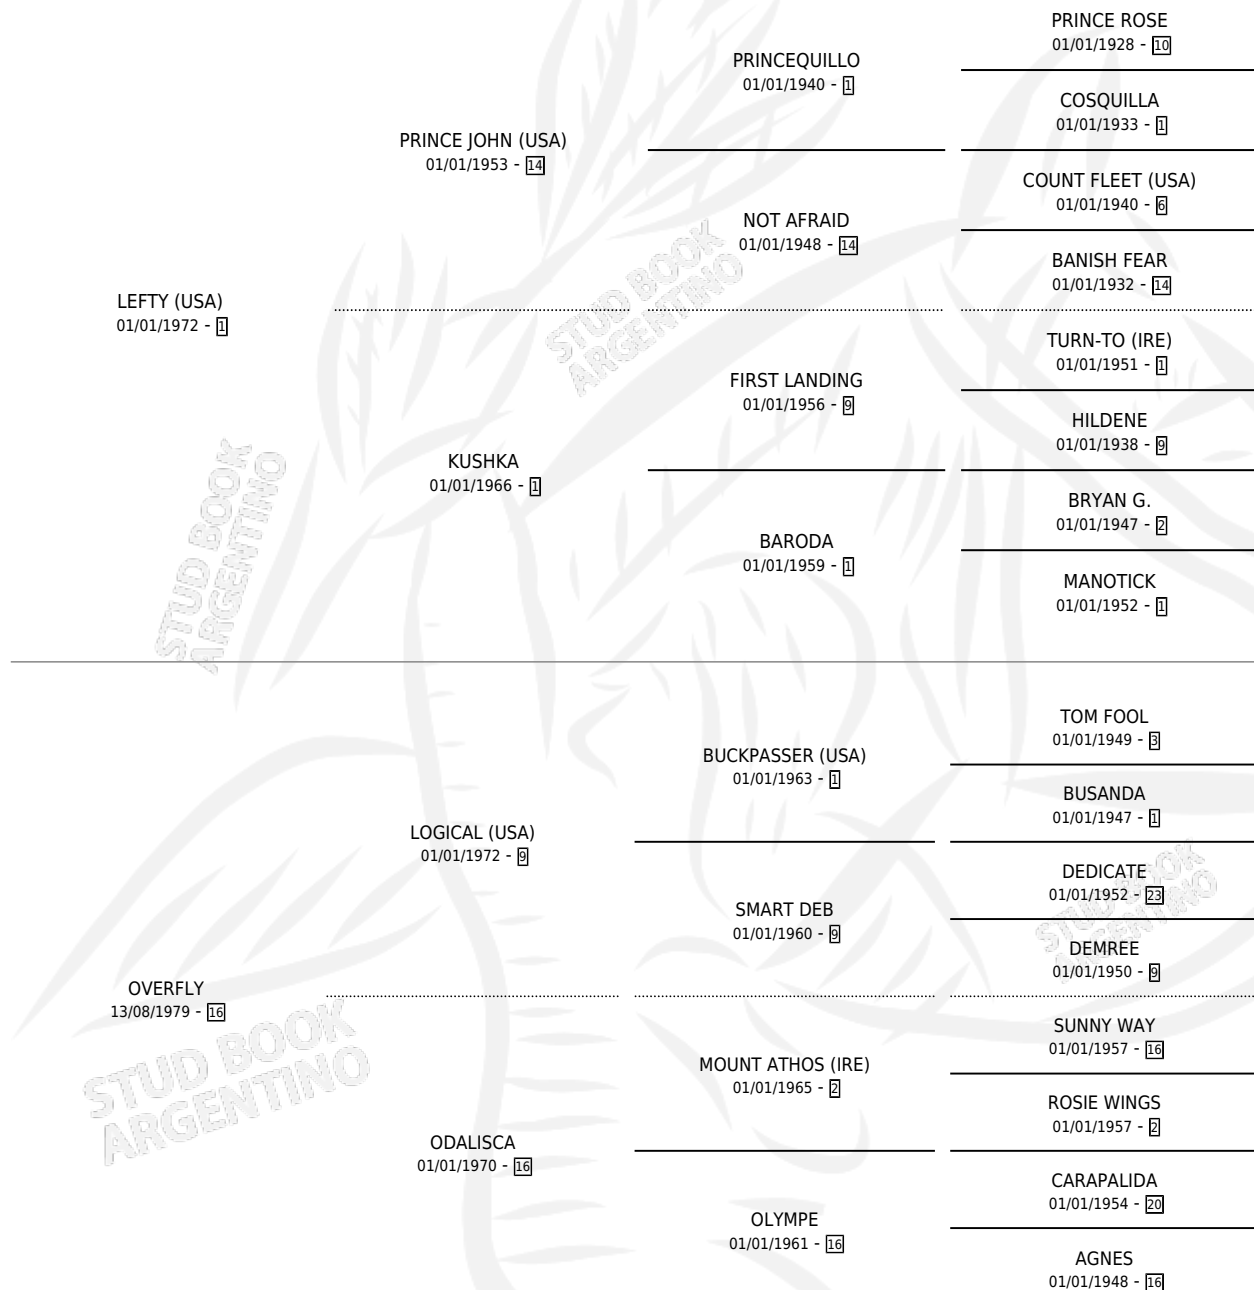 PRINCE ROSE
01/01/1928 - 10
PRINCEQUILLO
01/01/1940 - 1
COSQUILLA
01/01/1933 - 1
PRINCE JOHN (USA)
01/01/1953 - 14
COUNT FLEET (USA)
01/01/1940 - 6
NOT AFRAID
01/01/1948 - 14
BANISH FEAR
01/01/1932 - 14
LEFTY (USA)
01/01/1972 - 1
STUD BOOK
ARGENTINO
TURN-TO (IRE)
01/01/1951 - 1
FIRST LANDING
01/01/1956 - 9
HILDENE
01/01/1938 - 9
KUSHKA
01/01/1966 - 1
BRYAN G.
01/01/1947 - 2
BARODA
01/01/1959 - 1
MANOTICK
01/01/1952 - 1
STUD BOOK
ARGENTINO
TOM FOOL
01/01/1949 - 3
BUCKPASSER (USA)
01/01/1963 - 1
BUSANDA
01/01/1947 - 1
LOGICAL (USA)
01/01/1972 - 9
DEDICATE
01/01/1952 - 23
SMART DEB
01/01/1960 - 9
DEMREE
01/01/1950 - 9
STUD BOOK
ARGENTINO
OVERFLY
13/08/1979 - 16
SUNNY WAY
01/01/1957 - 16
MOUNT ATHOS (IRE)
01/01/1965 - 2
ROSIE WINGS
01/01/1957 - 2
STUD BOOK
ARGENTINO
ODALISCA
01/01/1970 - 16
CARAPALIDA
01/01/1954 - 20
OLYMPE
01/01/1961 - 16
AGNES
01/01/1948 - 16